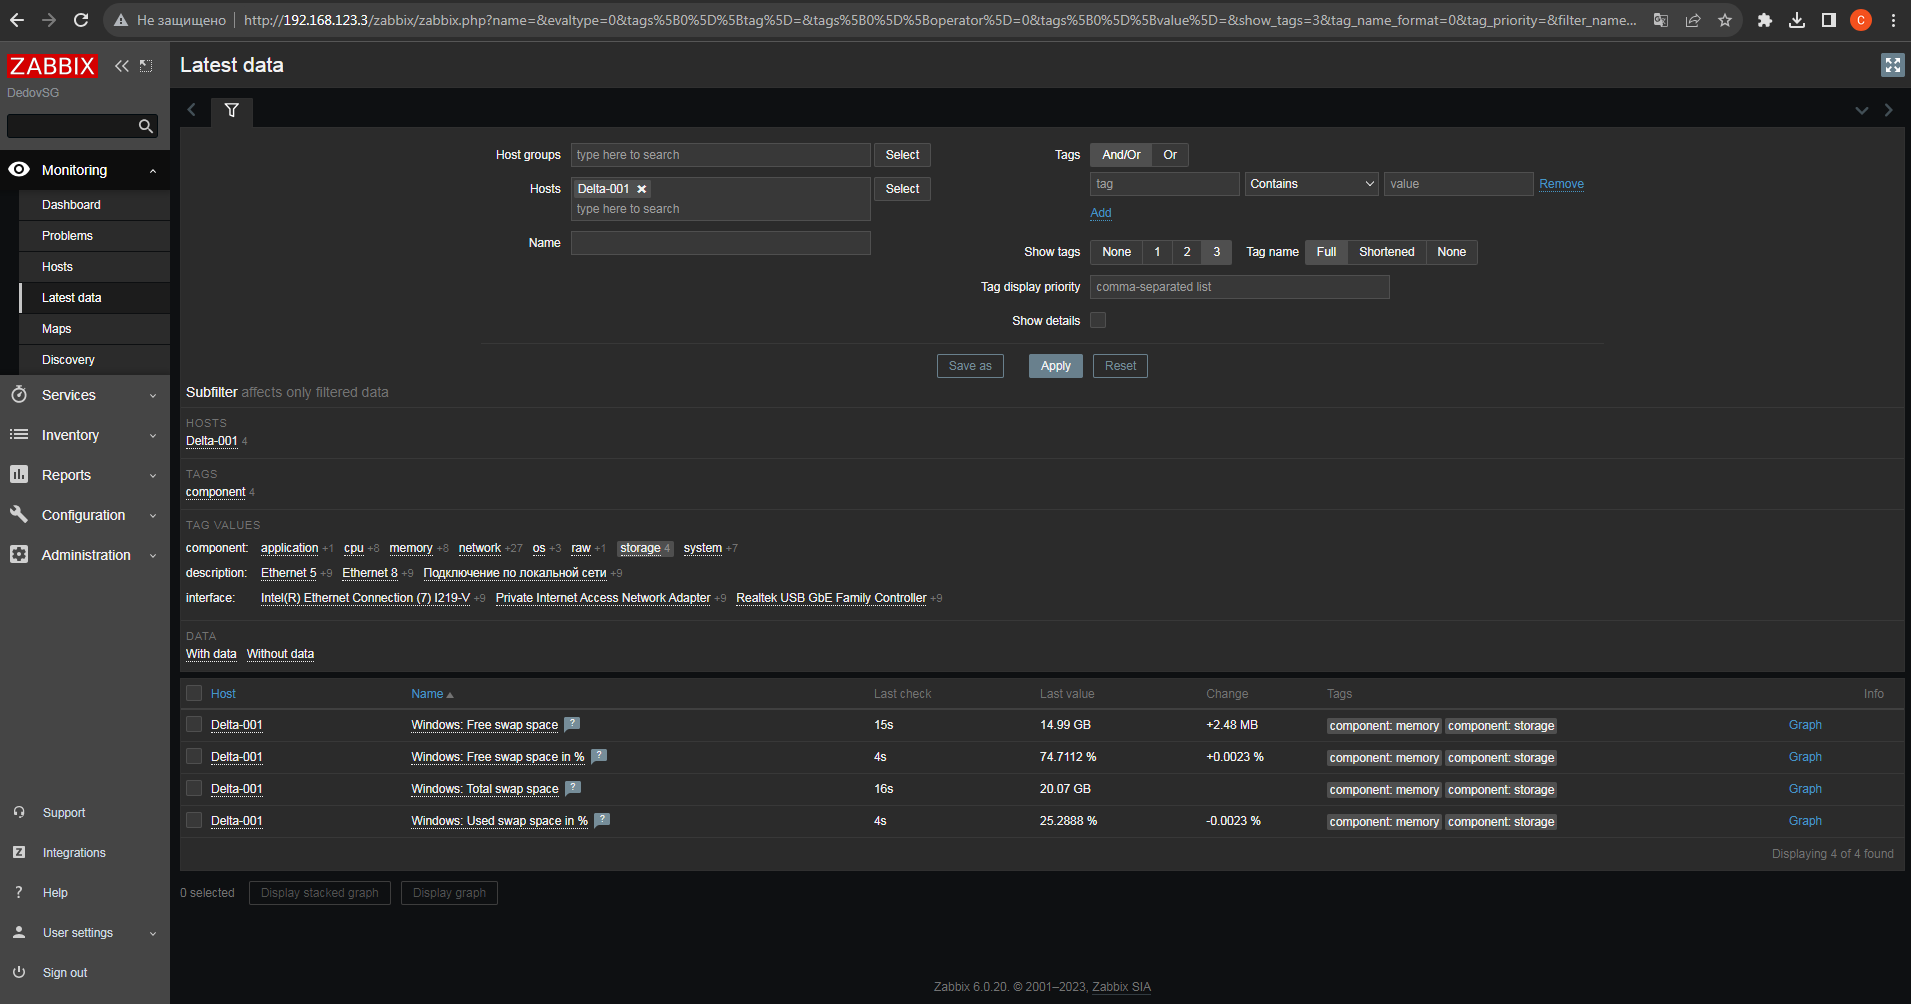 Не защищено http://192.168.123.3/zabbix/zabbix.php?name=&evaltype=0&tags%5B0%5D%5Btag%5D=&tags%5B0%5D%5Boperator%5D=0&tags%5B0%5D%5Bvalue%5D=&show_tags=3&tag_name_format=0&tag_priority=&filter_name... C
ZABBIX
DedovSG
Monitoring
Dashboard
Problems
Hosts
Latest data
Maps
Discovery
Services
Inventory
Reports
Configuration
Administration
Support
Z Integrations
? Help
User settings
Sign out
Latest data
Host groups type here to search Select
Hosts Delta-001 Select
type here to search
Name
Tags And/Or Or
tag Contains value Remove
Add
Show tags None 1 2 3 Tag name Full Shortened None
Tag display priority comma-separated list
Show details
Save as Apply Reset
Subfilter affects only filtered data
HOSTS
Delta-001 4
TAGS
component 4
TAG VALUES
component: application +1 cpu +8 memory +8 network +27 os +3 raw +1 storage 4 system +7
description: Ethernet 5 +9 Ethernet 8 +9 Подключение по локальной сети +9
interface: Intel(R) Ethernet Connection (7) I219-V +9 Private Internet Access Network Adapter +9 Realtek USB GbE Family Controller +9
DATA
With data Without data
Host Name Last check Last value Change Tags Info
Delta-001 Windows: Free swap space ? 15s 14.99 GB +2.48 MB component: memory component: storage Graph
Delta-001 Windows: Free swap space in % ? 4s 74.7112 % +0.0023 % component: memory component: storage Graph
Delta-001 Windows: Total swap space ? 16s 20.07 GB component: memory component: storage Graph
Delta-001 Windows: Used swap space in % ? 4s 25.2888 % -0.0023 % component: memory component: storage Graph
Displaying 4 of 4 found
0 selected Display stacked graph Display graph
Zabbix 6.0.20. © 2001–2023, Zabbix SIA